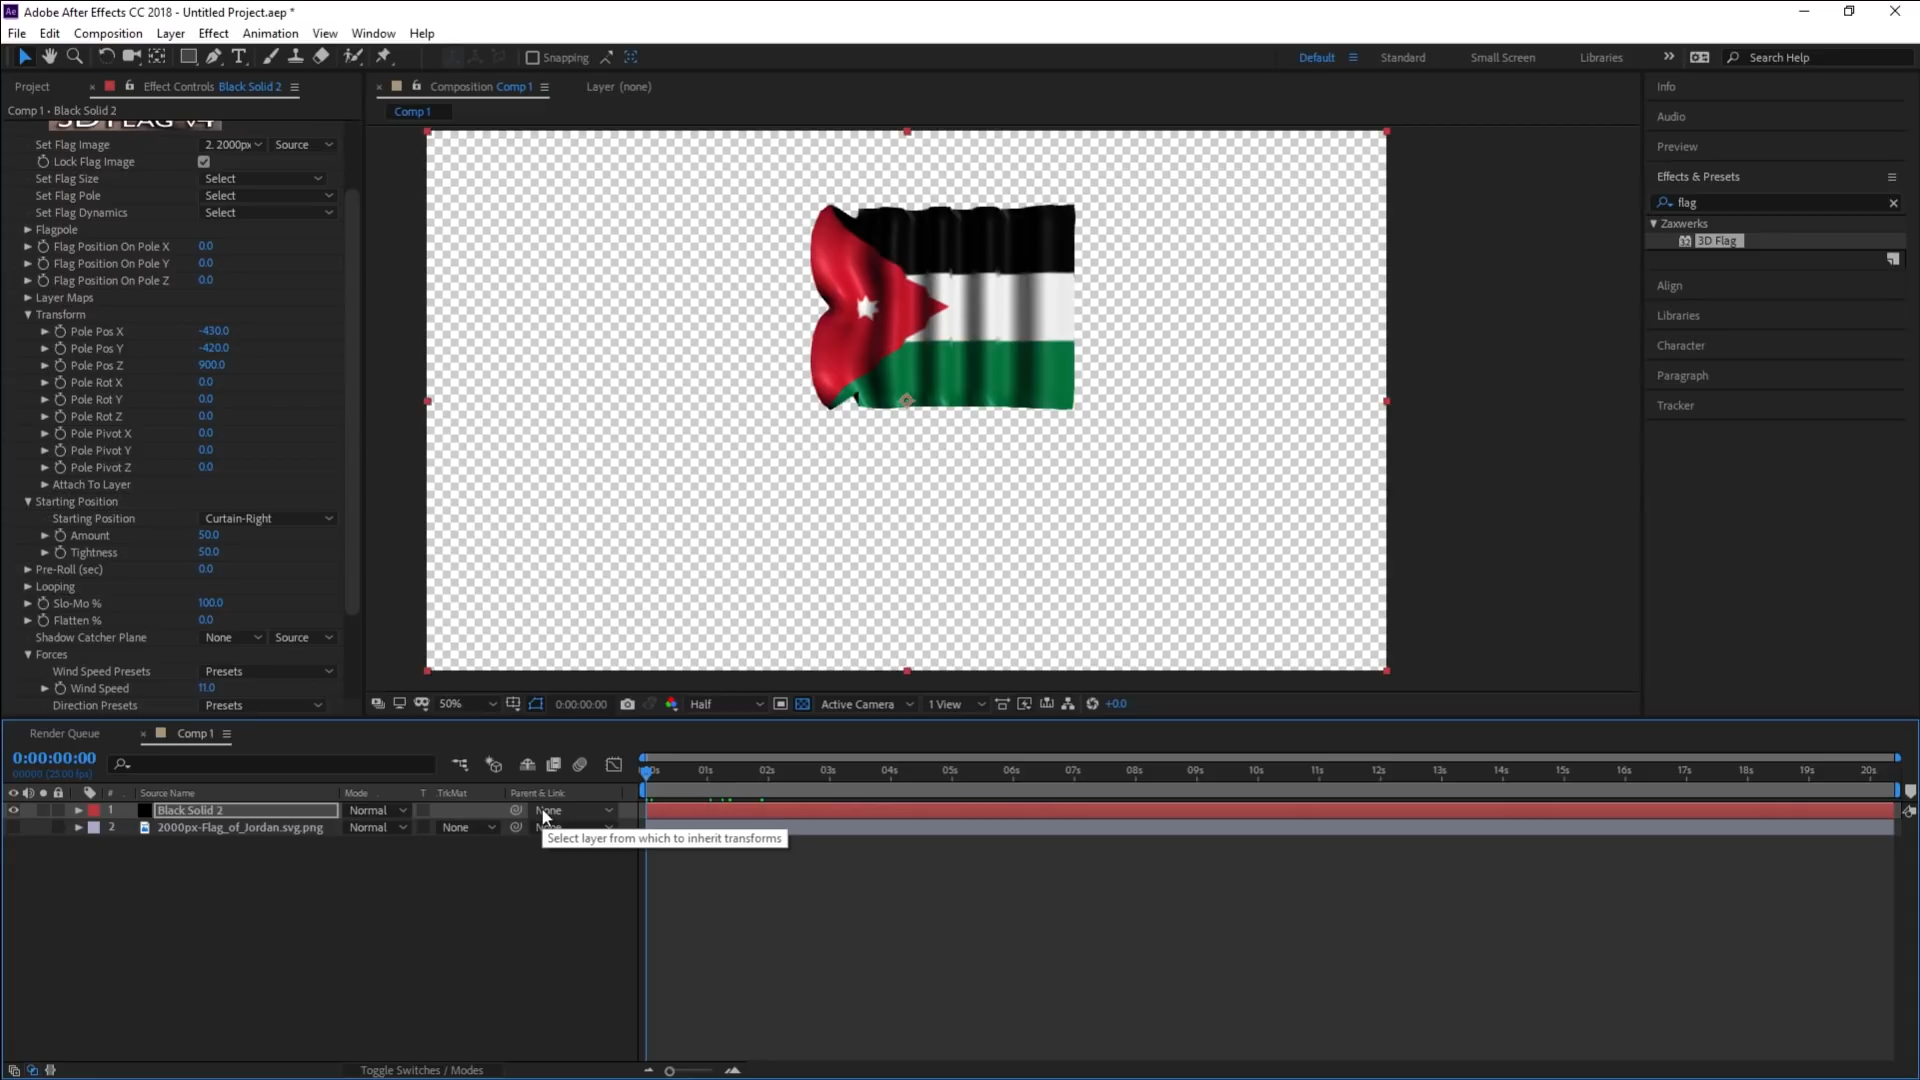 Adobe After Effects CC 2018 - Untitled Project.aep *
File Edit Composition Layer Effect Animation View Window Help
Snapping Default Standard Small Screen Libraries Search Help
Project Effect Controls Black Solid 2
Composition Comp 1 Layer (none)
Comp 1 • Black Solid 2
Comp 1
3D FLAG V4
Set Flag Image 2. 2000px Source
Lock Flag Image
Set Flag Size Select
Set Flag Pole Select
Set Flag Dynamics Select
Flagpole
Flag Position On Pole X 0.0
Flag Position On Pole Y 0.0
Flag Position On Pole Z 0.0
Layer Maps
Transform
Pole Pos X -430.0
Pole Pos Y -420.0
Pole Pos Z 900.0
Pole Rot X 0.0
Pole Rot Y 0.0
Pole Rot Z 0.0
Pole Pivot X 0.0
Pole Pivot Y 0.0
Pole Pivot Z 0.0
Attach To Layer
Starting Position
Starting Position Curtain-Right
Amount 50.0
Tightness 50.0
Pre-Roll (sec) 0.0
Looping
Slo-Mo % 100.0
Flatten % 0.0
Shadow Catcher Plane None Source
Forces
Wind Speed Presets Presets
Wind Speed 11.0
Direction Presets Presets
50% 0:00:00:00 Half Active Camera 1 View +0.0
Info
Audio
Preview
Effects & Presets
flag
Zaxwerks
32 3D Flag
Align
Libraries
Character
Paragraph
Tracker
Render Queue Comp 1
0:00:00:00
00000 (25.00 fps)
01s 02s 03s 04s 05s 06s 07s 08s 09s 10s 11s 12s 13s 14s 15s 16s 17s 18s 19s 20s
# Source Name Mode T TrkMat Parent & Link
1 Black Solid 2 Normal None
2 2000px-Flag_of_Jordan.svg.png Normal None
Select layer from which to inherit transforms
Toggle Switches / Modes